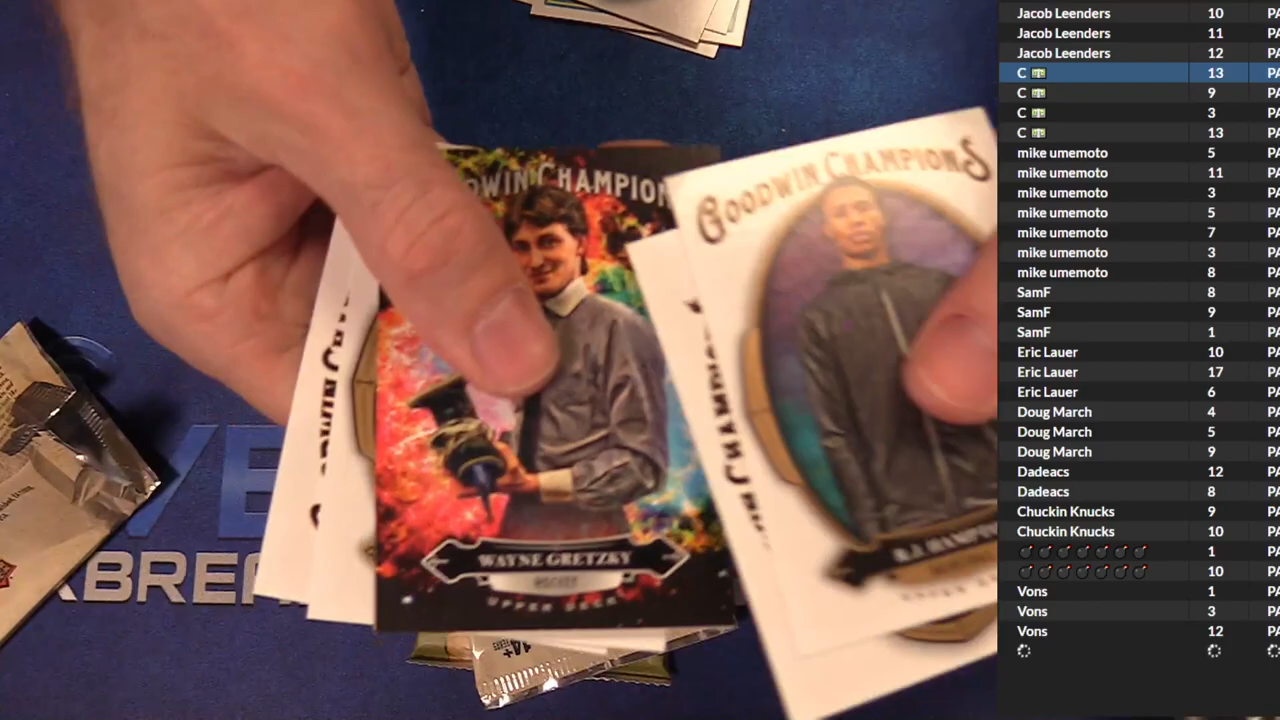 GOODWIN CHAMPIONS
WAYNE GRETZKY
HOCKEY
UPPER DECK
GOODWIN CHAMPIONS
14+
Jacob Leenders 10 PA
Jacob Leenders 11 PA
Jacob Leenders 12 PA
C 13 PA
C 9 PA
C 3 PA
C 13 PA
mike umemoto 5 PA
mike umemoto 11 PA
mike umemoto 3 PA
mike umemoto 5 PA
mike umemoto 7 PA
mike umemoto 3 PA
mike umemoto 8 PA
SamF 8 PA
SamF 9 PA
SamF 1 PA
Eric Lauer 10 PA
Eric Lauer 17 PA
Eric Lauer 6 PA
Doug March 4 PA
Doug March 5 PA
Doug March 9 PA
Dadeacs 12 PA
Dadeacs 8 PA
Chuckin Knucks 9 PA
Chuckin Knucks 10 PA
1 PA
10 PA
Vons 1 PA
Vons 3 PA
Vons 12 PA